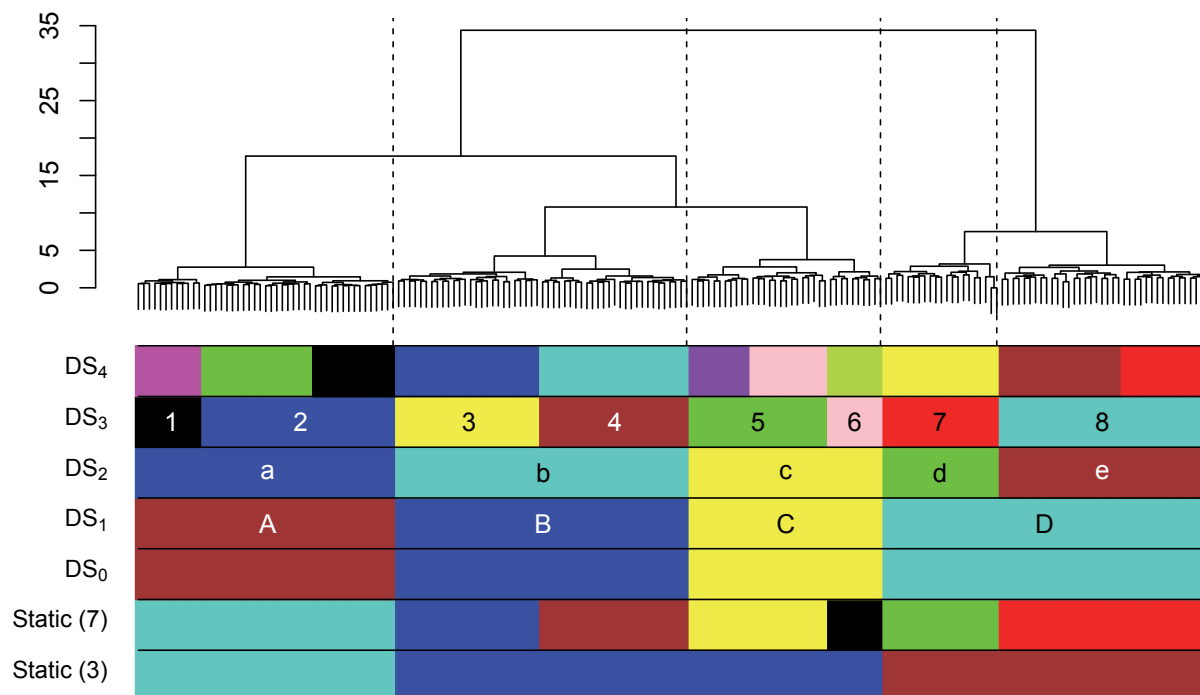 35
25
15
5
0
DS₄
DS₃ 1 2 3 4 5 6 7 8
DS₂ a b c d e
DS₁ A B C D
DS₀
Static (7)
Static (3)